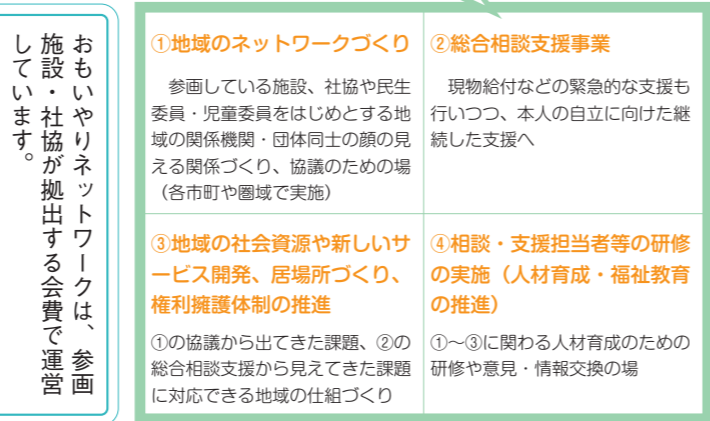 おもいやりネットワークは、参画
施設・社協が拠出する会費で運営
しています。
①地域のネットワークづくり
　参画している施設、社協や民生
委員・児童委員をはじめとする地
域の関係機関・団体同士の顔の見
える関係づくり、協議のための場
（各市町や圏域で実施）
②総合相談支援事業
　現物給付などの緊急的な支援も
行いつつ、本人の自立に向けた継
続した支援へ
③地域の社会資源や新しいサ
ービス開発、居場所づくり、
権利擁護体制の推進
①の協議から出てきた課題、②の
総合相談支援から見えてきた課題
に対応できる地域の仕組づくり
④相談・支援担当者等の研修
の実施（人材育成・福祉教育
の推進）
①～③に関わる人材育成のための
研修や意見・情報交換の場